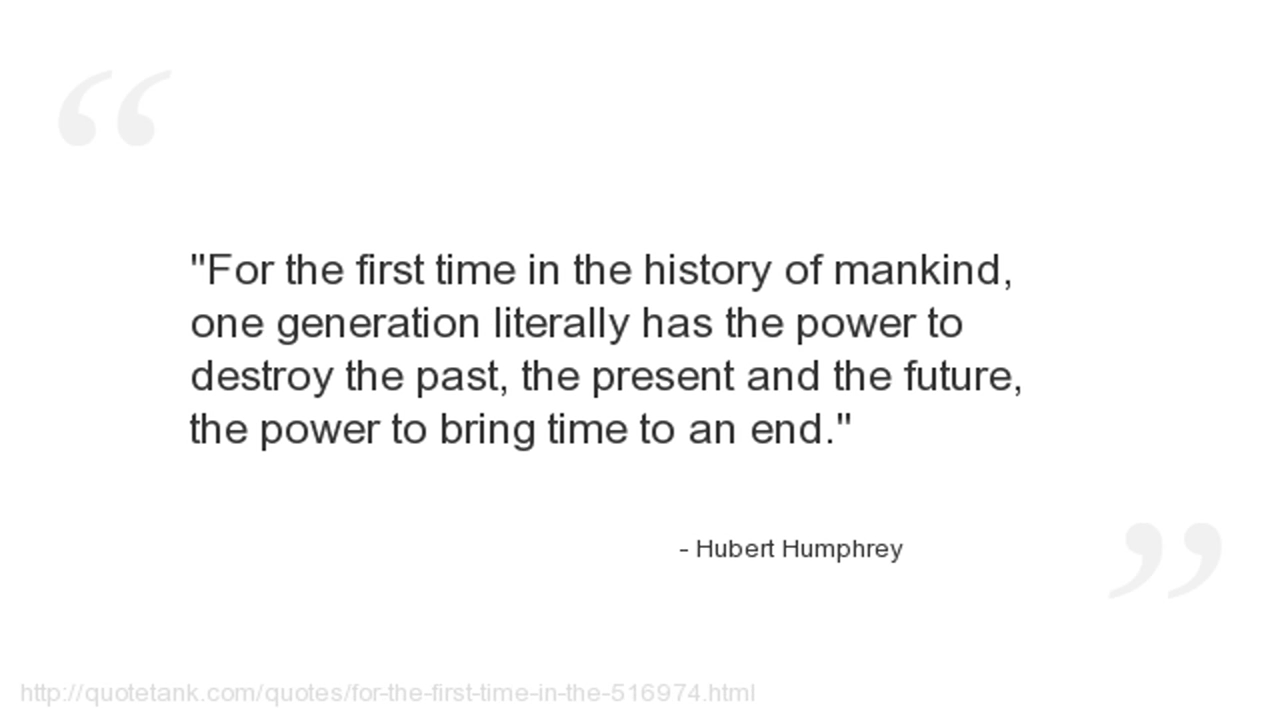 "For the first time in the history of mankind,
one generation literally has the power to
destroy the past, the present and the future,
the power to bring time to an end."
- Hubert Humphrey
http://quotetank.com/quotes/for-the-first-time-in-the-516974.html